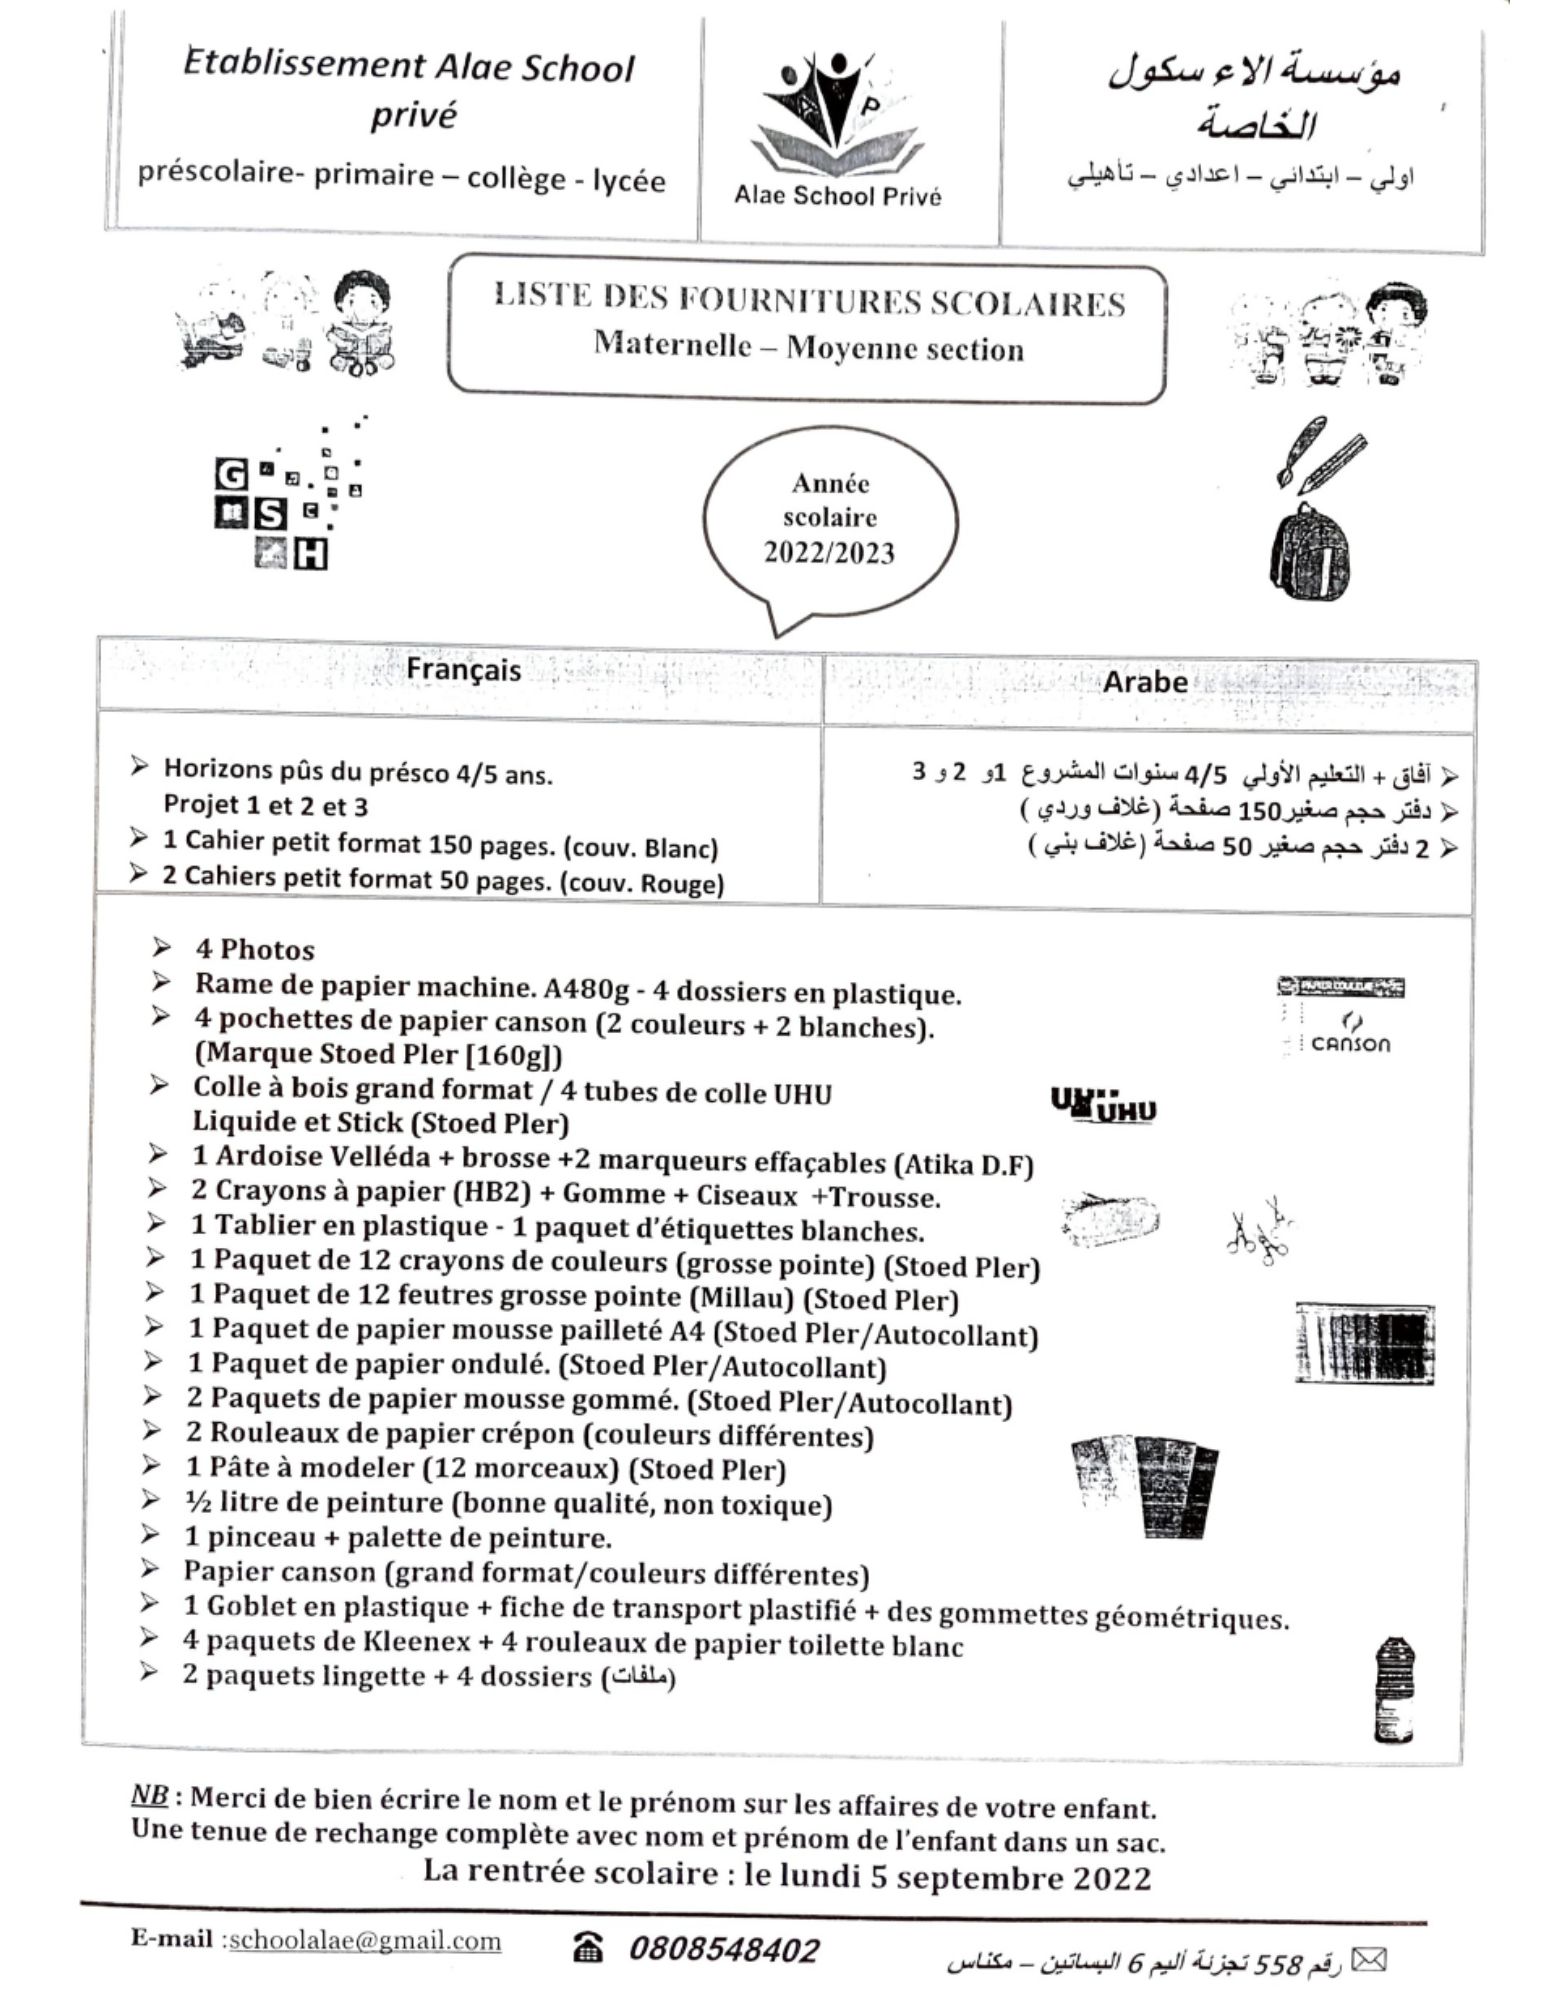 Etablissement Alae School
privé
préscolaire- primaire – collège - lycée
Alae School Privé
مؤسسة الاء سكول
الخاصة
اولي – ابتدائي – اعدادي – تأهيلي
LISTE DES FOURNITURES SCOLAIRES
Maternelle – Moyenne section
G
S C
H
Année
scolaire
2022/2023
Français
Arabe
➢ Horizons pûs du présco 4/5 ans.
Projet 1 et 2 et 3
➢ 1 Cahier petit format 150 pages. (couv. Blanc)
➢ 2 Cahiers petit format 50 pages. (couv. Rouge)
➢ آفاق + التعليم الأولي 4/5 سنوات المشروع 1و 2 و 3
➢ دفتر حجم صغير150 صفحة (غلاف وردي )
➢ 2 دفتر حجم صغير 50 صفحة (غلاف بني )
➢ 4 Photos
➢ Rame de papier machine. A480g - 4 dossiers en plastique.
➢ 4 pochettes de papier canson (2 couleurs + 2 blanches).
(Marque Stoed Pler [160g])
CANSON
➢ Colle à bois grand format / 4 tubes de colle UHU
Liquide et Stick (Stoed Pler)
UHU
➢ 1 Ardoise Velléda + brosse +2 marqueurs effaçables (Atika D.F)
➢ 2 Crayons à papier (HB2) + Gomme + Ciseaux +Trousse.
➢ 1 Tablier en plastique - 1 paquet d’étiquettes blanches.
➢ 1 Paquet de 12 crayons de couleurs (grosse pointe) (Stoed Pler)
➢ 1 Paquet de 12 feutres grosse pointe (Millau) (Stoed Pler)
➢ 1 Paquet de papier mousse pailleté A4 (Stoed Pler/Autocollant)
➢ 1 Paquet de papier ondulé. (Stoed Pler/Autocollant)
➢ 2 Paquets de papier mousse gommé. (Stoed Pler/Autocollant)
➢ 2 Rouleaux de papier crépon (couleurs différentes)
➢ 1 Pâte à modeler (12 morceaux) (Stoed Pler)
➢ ½ litre de peinture (bonne qualité, non toxique)
➢ 1 pinceau + palette de peinture.
➢ Papier canson (grand format/couleurs différentes)
➢ 1 Goblet en plastique + fiche de transport plastifié + des gommettes géométriques.
➢ 4 paquets de Kleenex + 4 rouleaux de papier toilette blanc
➢ 2 paquets lingette + 4 dossiers (ملفات)
NB : Merci de bien écrire le nom et le prénom sur les affaires de votre enfant.
Une tenue de rechange complète avec nom et prénom de l’enfant dans un sac.
La rentrée scolaire : le lundi 5 septembre 2022
E-mail :schoolalae@gmail.com
0808548402
رقم 558 تجزئة أليم 6 البساتين – مكناس